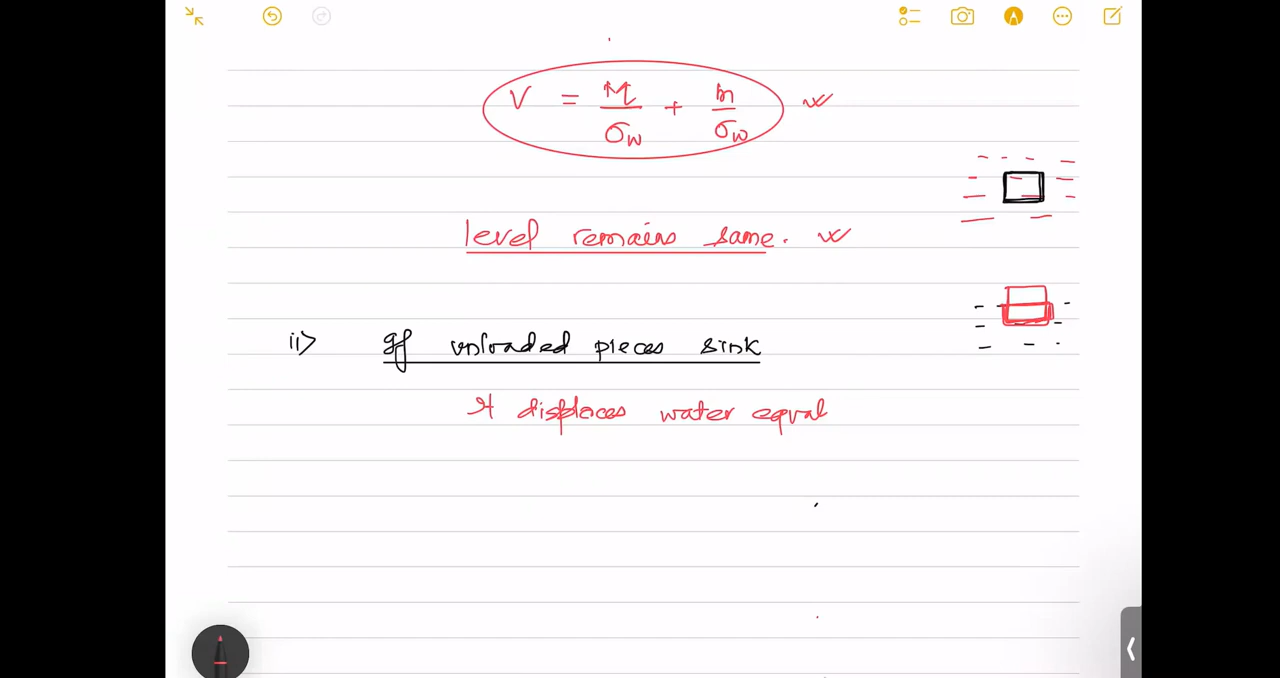 V = M/σw + m/σw
level remains same.
ii> If unloaded pieces sink
It displaces water equal